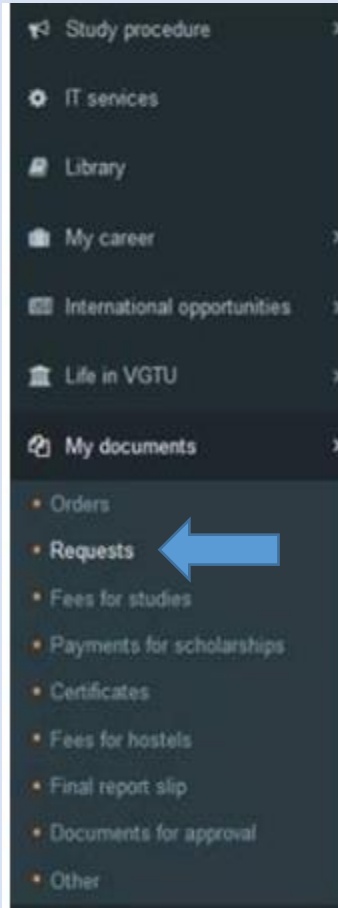 Study procedure
IT services
Library
My career
International opportunities
Life in VGTU
My documents
Orders
Requests
Fees for studies
Payments for scholarships
Certificates
Fees for hostels
Final report slip
Documents for approval
Other